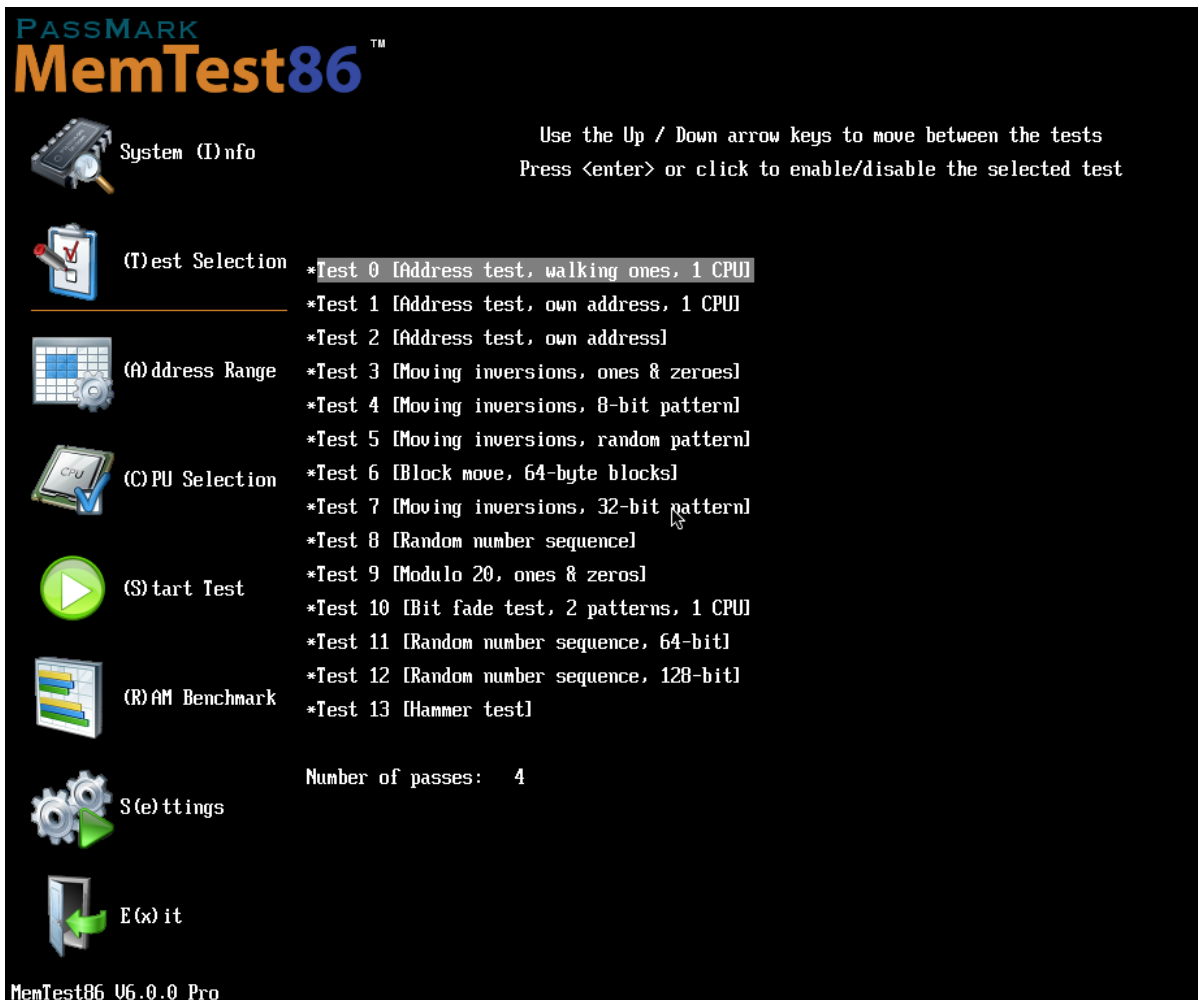 PASSMARK
MemTest86™
System (I)nfo
Use the Up / Down arrow keys to move between the tests
Press <enter> or click to enable/disable the selected test
(T)est Selection
*Test 0 [Address test, walking ones, 1 CPU]
*Test 1 [Address test, own address, 1 CPU]
*Test 2 [Address test, own address]
(A)ddress Range
*Test 3 [Moving inversions, ones & zeroes]
*Test 4 [Moving inversions, 8-bit pattern]
*Test 5 [Moving inversions, random pattern]
CPU
(C)PU Selection
*Test 6 [Block move, 64-byte blocks]
*Test 7 [Moving inversions, 32-bit pattern]
*Test 8 [Random number sequence]
*Test 9 [Modulo 20, ones & zeros]
(S)tart Test
*Test 10 [Bit fade test, 2 patterns, 1 CPU]
*Test 11 [Random number sequence, 64-bit]
*Test 12 [Random number sequence, 128-bit]
(R)AM Benchmark
*Test 13 [Hammer test]
Number of passes: 4
S(e)ttings
E(x)it
MemTest86 V6.0.0 Pro